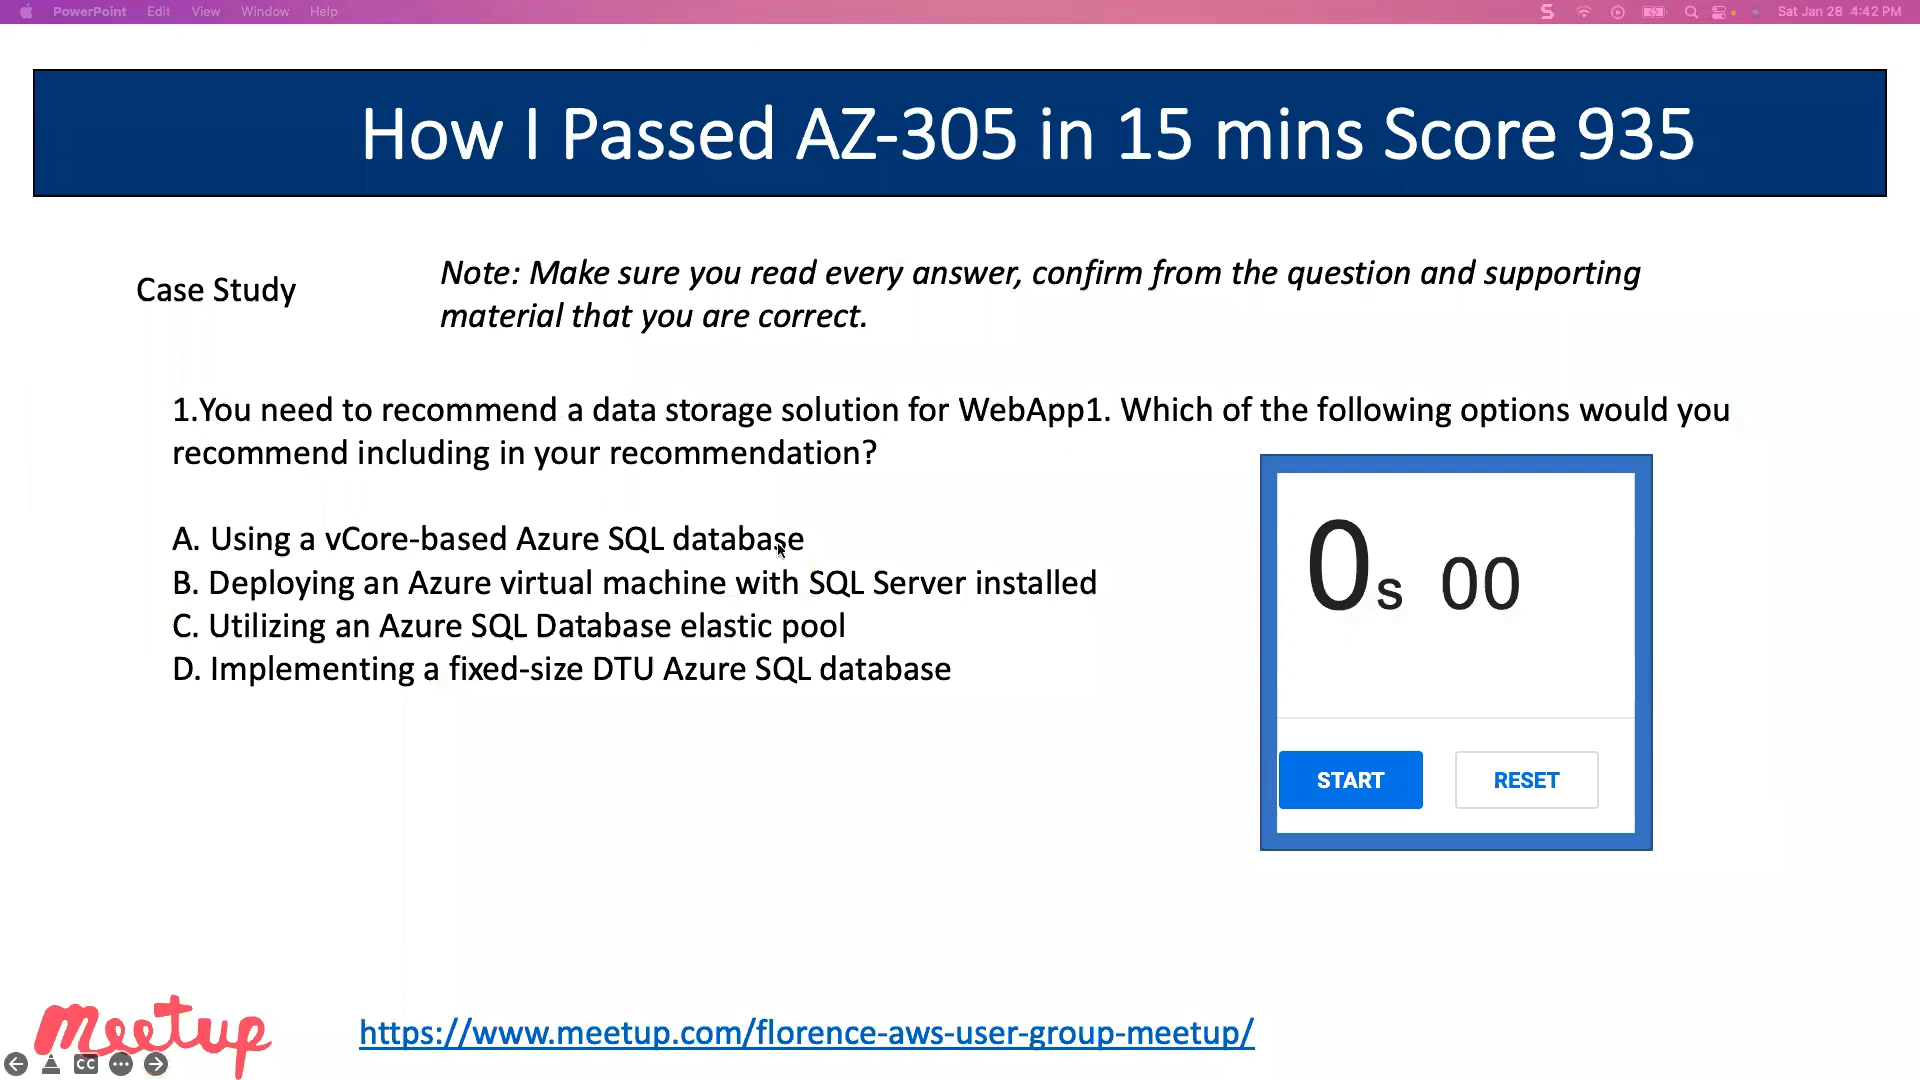 PowerPoint Edit View Window Help Sat Jan 28 4:42 PM
How I Passed AZ-305 in 15 mins Score 935
Case Study
Note: Make sure you read every answer, confirm from the question and supporting
material that you are correct.
1.You need to recommend a data storage solution for WebApp1. Which of the following options would you
recommend including in your recommendation?
A. Using a vCore-based Azure SQL database
B. Deploying an Azure virtual machine with SQL Server installed
C. Utilizing an Azure SQL Database elastic pool
D. Implementing a fixed-size DTU Azure SQL database
0s 00
START RESET
meetup
https://www.meetup.com/florence-aws-user-group-meetup/
CC